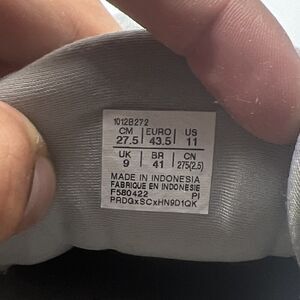 1012B272
CM EURO US
27.5 43.5 11
UK BR CN
9 41 275(2.5)
MADE IN INDONESIA
FABRIQUE EN INDONESIE
F580422 PI
PRDGxSCxHN9D1QK